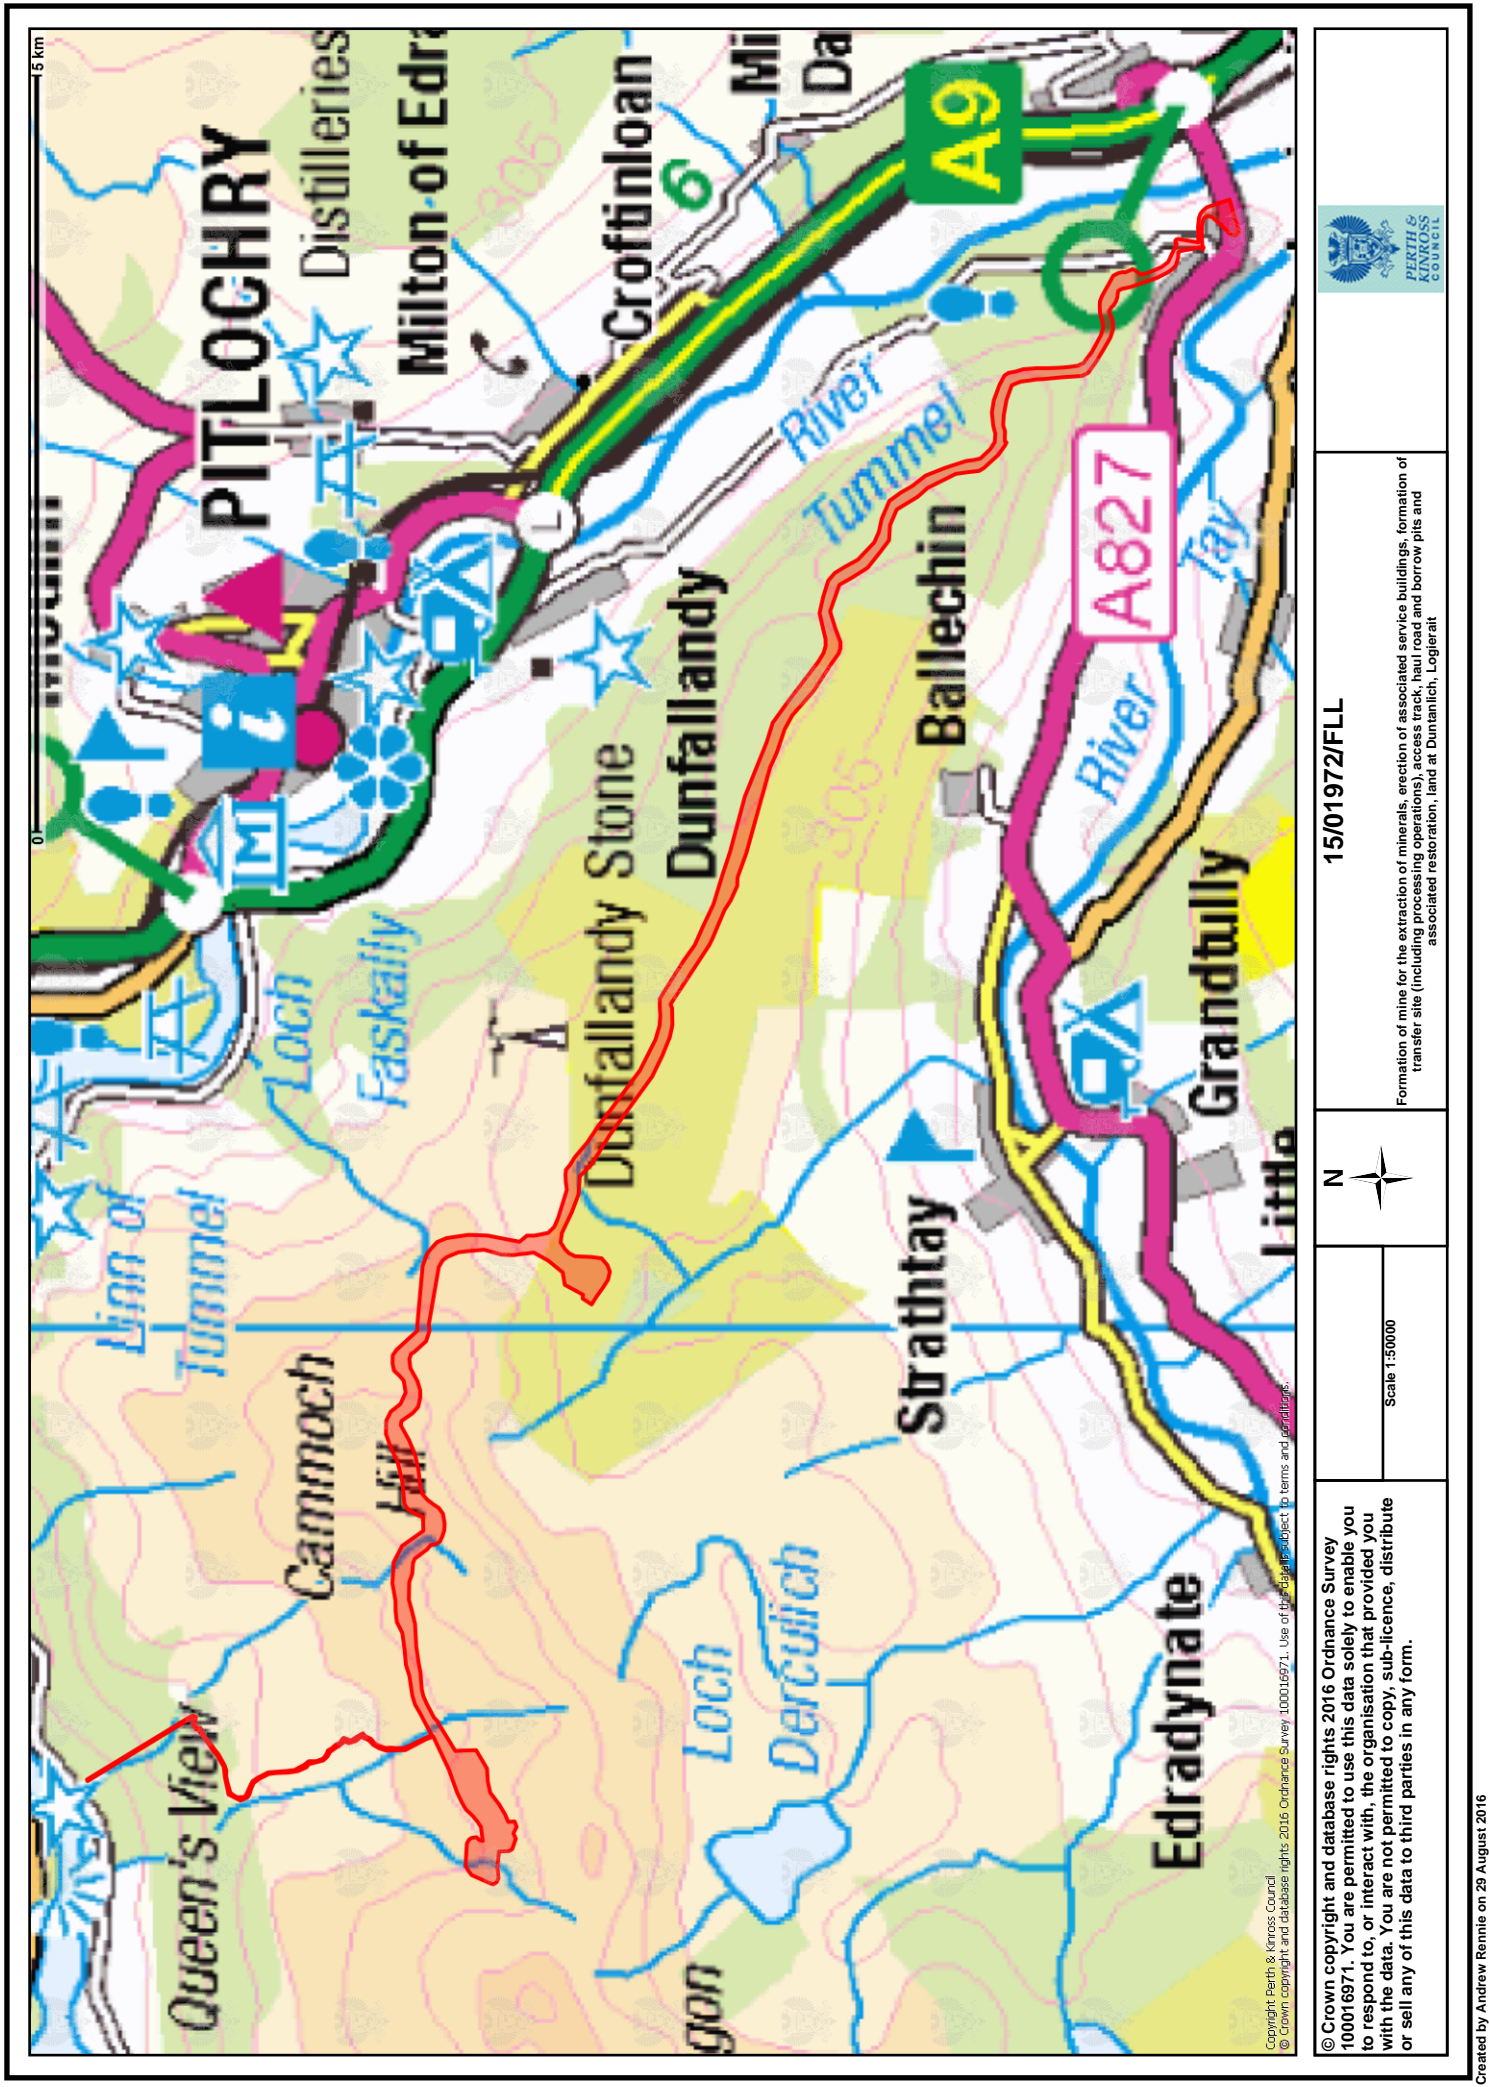 0
5 km
PITLOCHRY
Distilleries
Milton of Edra
Croftinloan
6
Mi
Da
A9
Linn of
Tummel
Loch
Faskally
Dunfallandy Stone
Dunfallandy
River
Tummel
Ballechin
A827
River
Tay
Grandtully
Strathtay
Little
Cammoch
Hill
Queen's View
Loch
Derculich
Edradynate
gon
i
M
L
305
305
Copyright Perth & Kinross Council
© Crown copyright and database rights 2016 Ordnance Survey 100016971. Use of this data is subject to terms and conditions.
© Crown copyright and database rights 2016 Ordnance Survey
100016971. You are permitted to use this data solely to enable you
to respond to, or interact with, the organisation that provided you
with the data. You are not permitted to copy, sub-licence, distribute
or sell any of this data to third parties in any form.
Scale 1:50000
N
15/01972/FLL
Formation of mine for the extraction of minerals, erection of associated service buildings, formation of
transfer site (including processing operations), access track, haul road and borrow pits and
associated restoration, land at Duntanlich, Logierait
PERTH &
KINROSS
COUNCIL
Created by Andrew Rennie on 29 August 2016